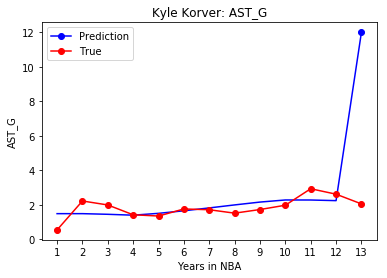 Kyle Korver: AST_G
Prediction
True
AST_G
12
10
8
6
4
2
0
1 2 3 4 5 6 7 8 9 10 11 12 13
Years in NBA